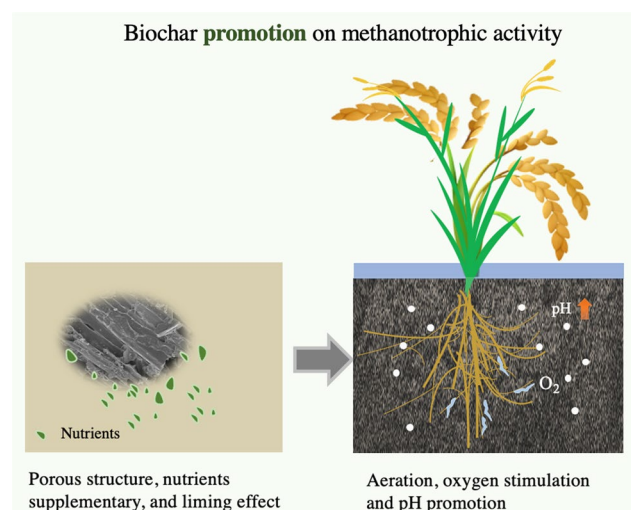 Biochar promotion on methanotrophic activity
pH
O2
Nutrients
Porous structure, nutrients
supplementary, and liming effect
Aeration, oxygen stimulation
and pH promotion